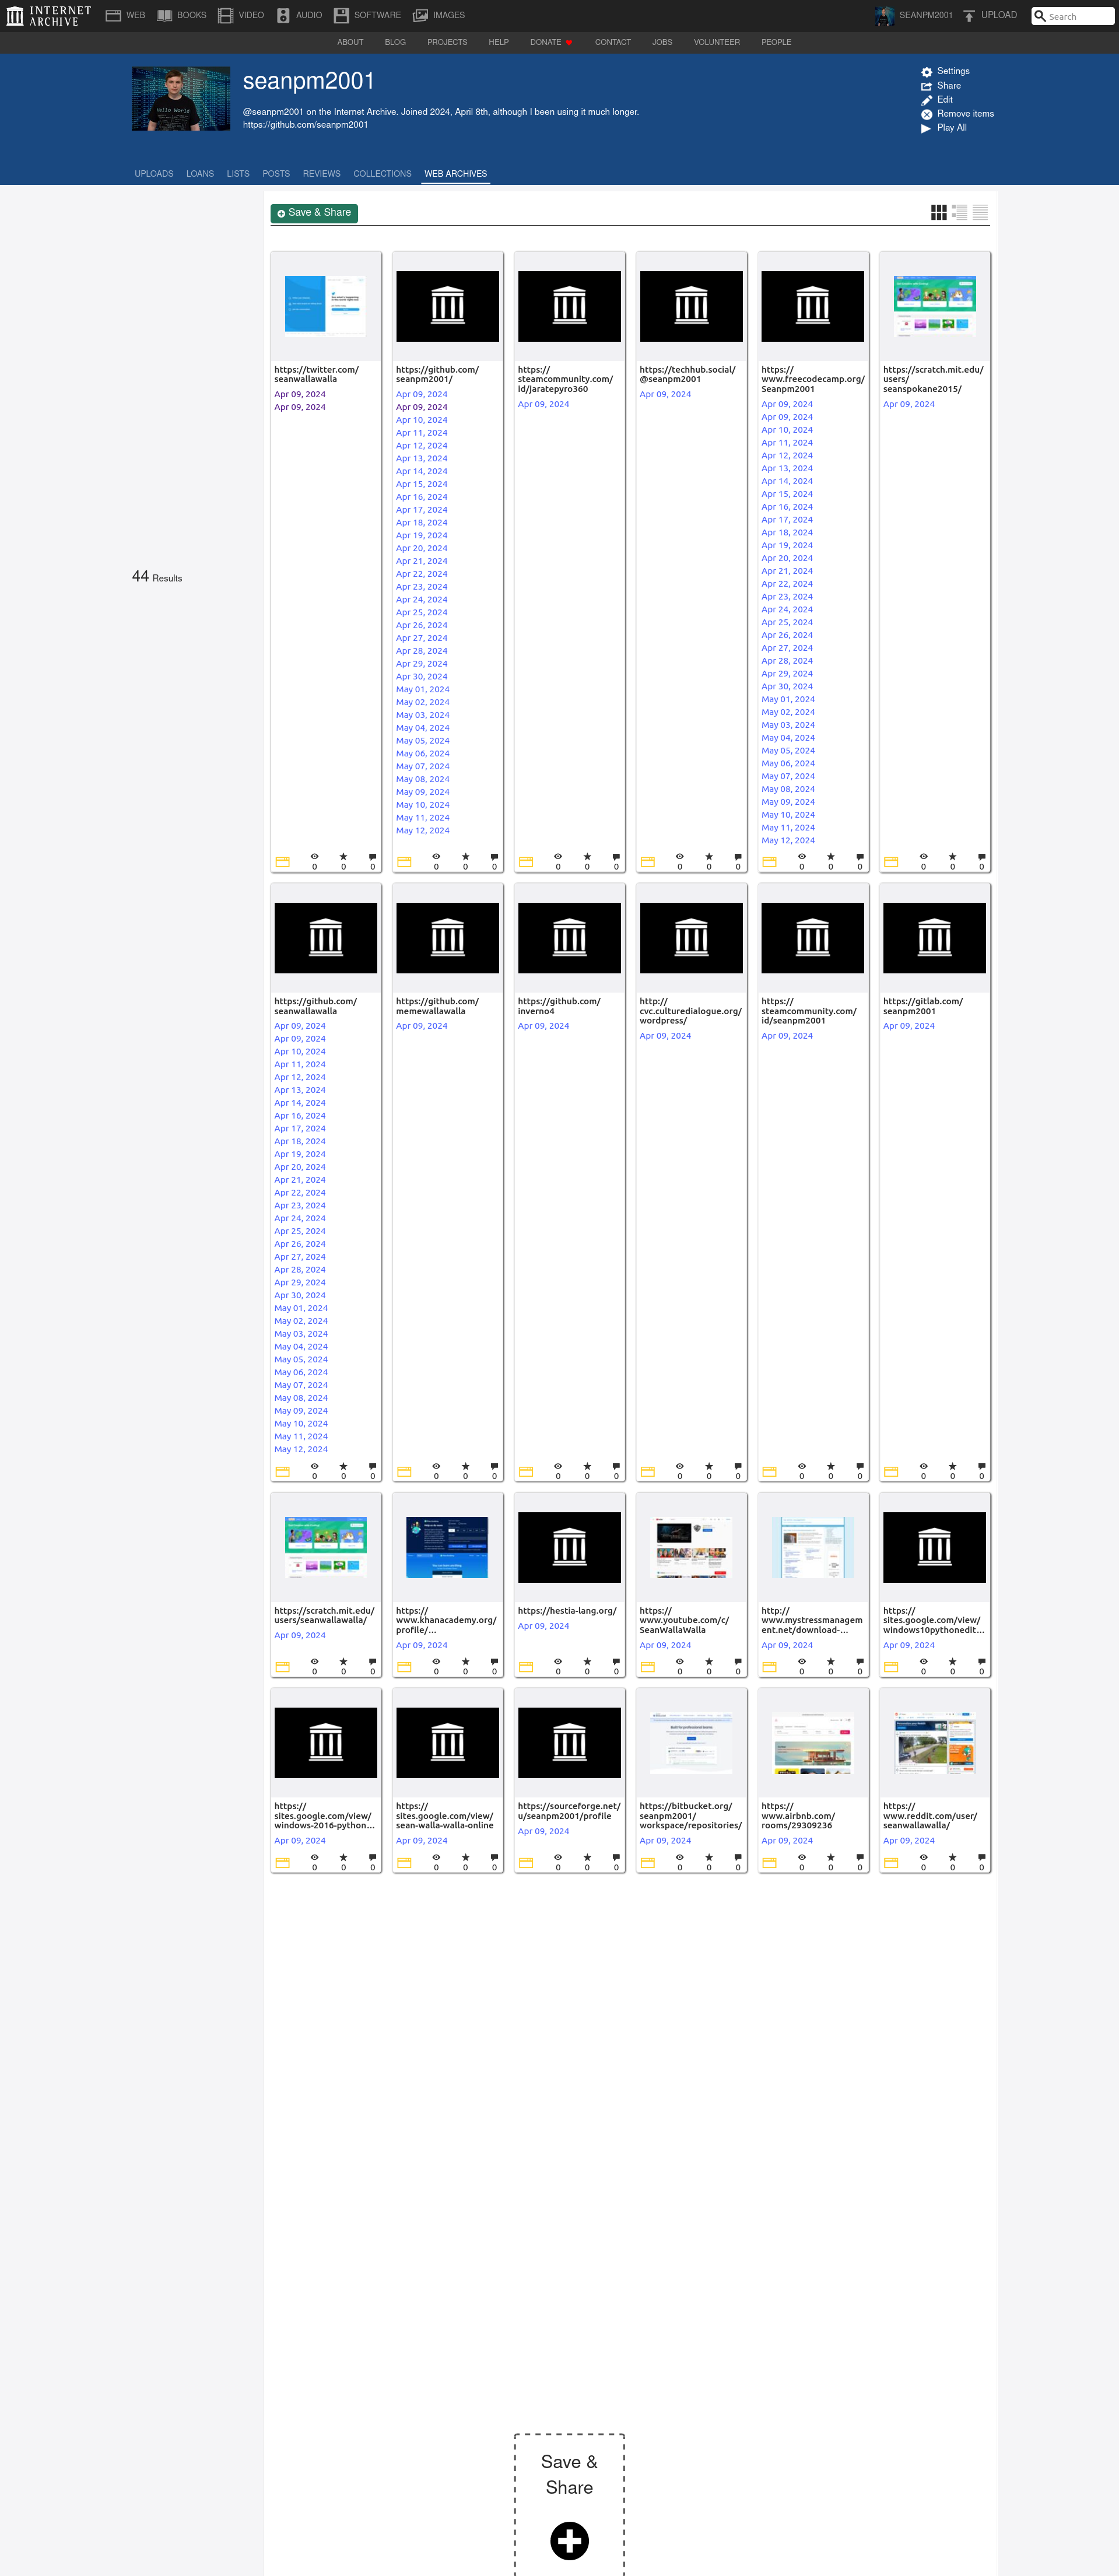 INTERNET
ARCHIVE
WEB
BOOKS
VIDEO
AUDIO
SOFTWARE
IMAGES
SEANPM2001
UPLOAD
Search
ABOUT
BLOG
PROJECTS
HELP
DONATE
CONTACT
JOBS
VOLUNTEER
PEOPLE
seanpm2001
@seanpm2001 on the Internet Archive. Joined 2024, April 8th, although I been using it much longer.
https://github.com/seanpm2001
Settings
Share
Edit
Remove items
Play All
UPLOADS
LOANS
LISTS
POSTS
REVIEWS
COLLECTIONS
WEB ARCHIVES
44 Results
Save & Share
https://twitter.com/
seanwallawalla
Apr 09, 2024
Apr 09, 2024
0 0 0
https://github.com/
seanpm2001/
Apr 09, 2024
Apr 09, 2024
Apr 10, 2024
Apr 11, 2024
Apr 12, 2024
Apr 13, 2024
Apr 14, 2024
Apr 15, 2024
Apr 16, 2024
Apr 17, 2024
Apr 18, 2024
Apr 19, 2024
Apr 20, 2024
Apr 21, 2024
Apr 22, 2024
Apr 23, 2024
Apr 24, 2024
Apr 25, 2024
Apr 26, 2024
Apr 27, 2024
Apr 28, 2024
Apr 29, 2024
Apr 30, 2024
May 01, 2024
May 02, 2024
May 03, 2024
May 04, 2024
May 05, 2024
May 06, 2024
May 07, 2024
May 08, 2024
May 09, 2024
May 10, 2024
May 11, 2024
May 12, 2024
0 0 0
https://
steamcommunity.com/
id/jaratepyro360
Apr 09, 2024
0 0 0
https://techhub.social/
@seanpm2001
Apr 09, 2024
0 0 0
https://
www.freecodecamp.org/
Seanpm2001
Apr 09, 2024
Apr 09, 2024
Apr 10, 2024
Apr 11, 2024
Apr 12, 2024
Apr 13, 2024
Apr 14, 2024
Apr 15, 2024
Apr 16, 2024
Apr 17, 2024
Apr 18, 2024
Apr 19, 2024
Apr 20, 2024
Apr 21, 2024
Apr 22, 2024
Apr 23, 2024
Apr 24, 2024
Apr 25, 2024
Apr 26, 2024
Apr 27, 2024
Apr 28, 2024
Apr 29, 2024
Apr 30, 2024
May 01, 2024
May 02, 2024
May 03, 2024
May 04, 2024
May 05, 2024
May 06, 2024
May 07, 2024
May 08, 2024
May 09, 2024
May 10, 2024
May 11, 2024
May 12, 2024
0 0 0
https://scratch.mit.edu/
users/
seanspokane2015/
Apr 09, 2024
0 0 0
https://github.com/
seanwallawalla
Apr 09, 2024
Apr 09, 2024
Apr 10, 2024
Apr 11, 2024
Apr 12, 2024
Apr 13, 2024
Apr 14, 2024
Apr 16, 2024
Apr 17, 2024
Apr 18, 2024
Apr 19, 2024
Apr 20, 2024
Apr 21, 2024
Apr 22, 2024
Apr 23, 2024
Apr 24, 2024
Apr 25, 2024
Apr 26, 2024
Apr 27, 2024
Apr 28, 2024
Apr 29, 2024
Apr 30, 2024
May 01, 2024
May 02, 2024
May 03, 2024
May 04, 2024
May 05, 2024
May 06, 2024
May 07, 2024
May 08, 2024
May 09, 2024
May 10, 2024
May 11, 2024
May 12, 2024
0 0 0
https://github.com/
memewallawalla
Apr 09, 2024
0 0 0
https://github.com/
inverno4
Apr 09, 2024
0 0 0
http://
cvc.culturedialogue.org/
wordpress/
Apr 09, 2024
0 0 0
https://
steamcommunity.com/
id/seanpm2001
Apr 09, 2024
0 0 0
https://gitlab.com/
seanpm2001
Apr 09, 2024
0 0 0
https://scratch.mit.edu/
users/seanwallawalla/
Apr 09, 2024
0 0 0
https://
www.khanacademy.org/
profile/…
Apr 09, 2024
0 0 0
https://hestia-lang.org/
Apr 09, 2024
0 0 0
https://
www.youtube.com/c/
SeanWallaWalla
Apr 09, 2024
0 0 0
http://
www.mystressmanagem
ent.net/download-…
Apr 09, 2024
0 0 0
https://
sites.google.com/view/
windows10pythonedit…
Apr 09, 2024
0 0 0
https://
sites.google.com/view/
windows-2016-python…
Apr 09, 2024
0 0 0
https://
sites.google.com/view/
sean-walla-walla-online
Apr 09, 2024
0 0 0
https://sourceforge.net/
u/seanpm2001/profile
Apr 09, 2024
0 0 0
https://bitbucket.org/
seanpm2001/
workspace/repositories/
Apr 09, 2024
0 0 0
https://
www.airbnb.com/
rooms/29309236
Apr 09, 2024
0 0 0
https://
www.reddit.com/user/
seanwallawalla/
Apr 09, 2024
0 0 0
Save &
Share